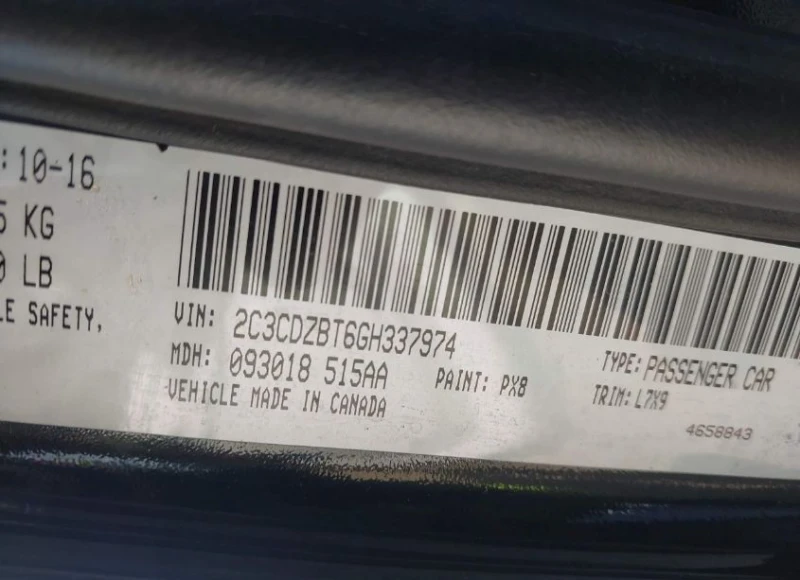 : 10-16
5 KG
0 LB
LE SAFETY,
VIN: 2C3CDZBT6GH337974
MDH: 093018 515AA
PAINT: PX8
VEHICLE MADE IN CANADA
TYPE: PASSENGER CAR
TRIM: L7X9
4658843